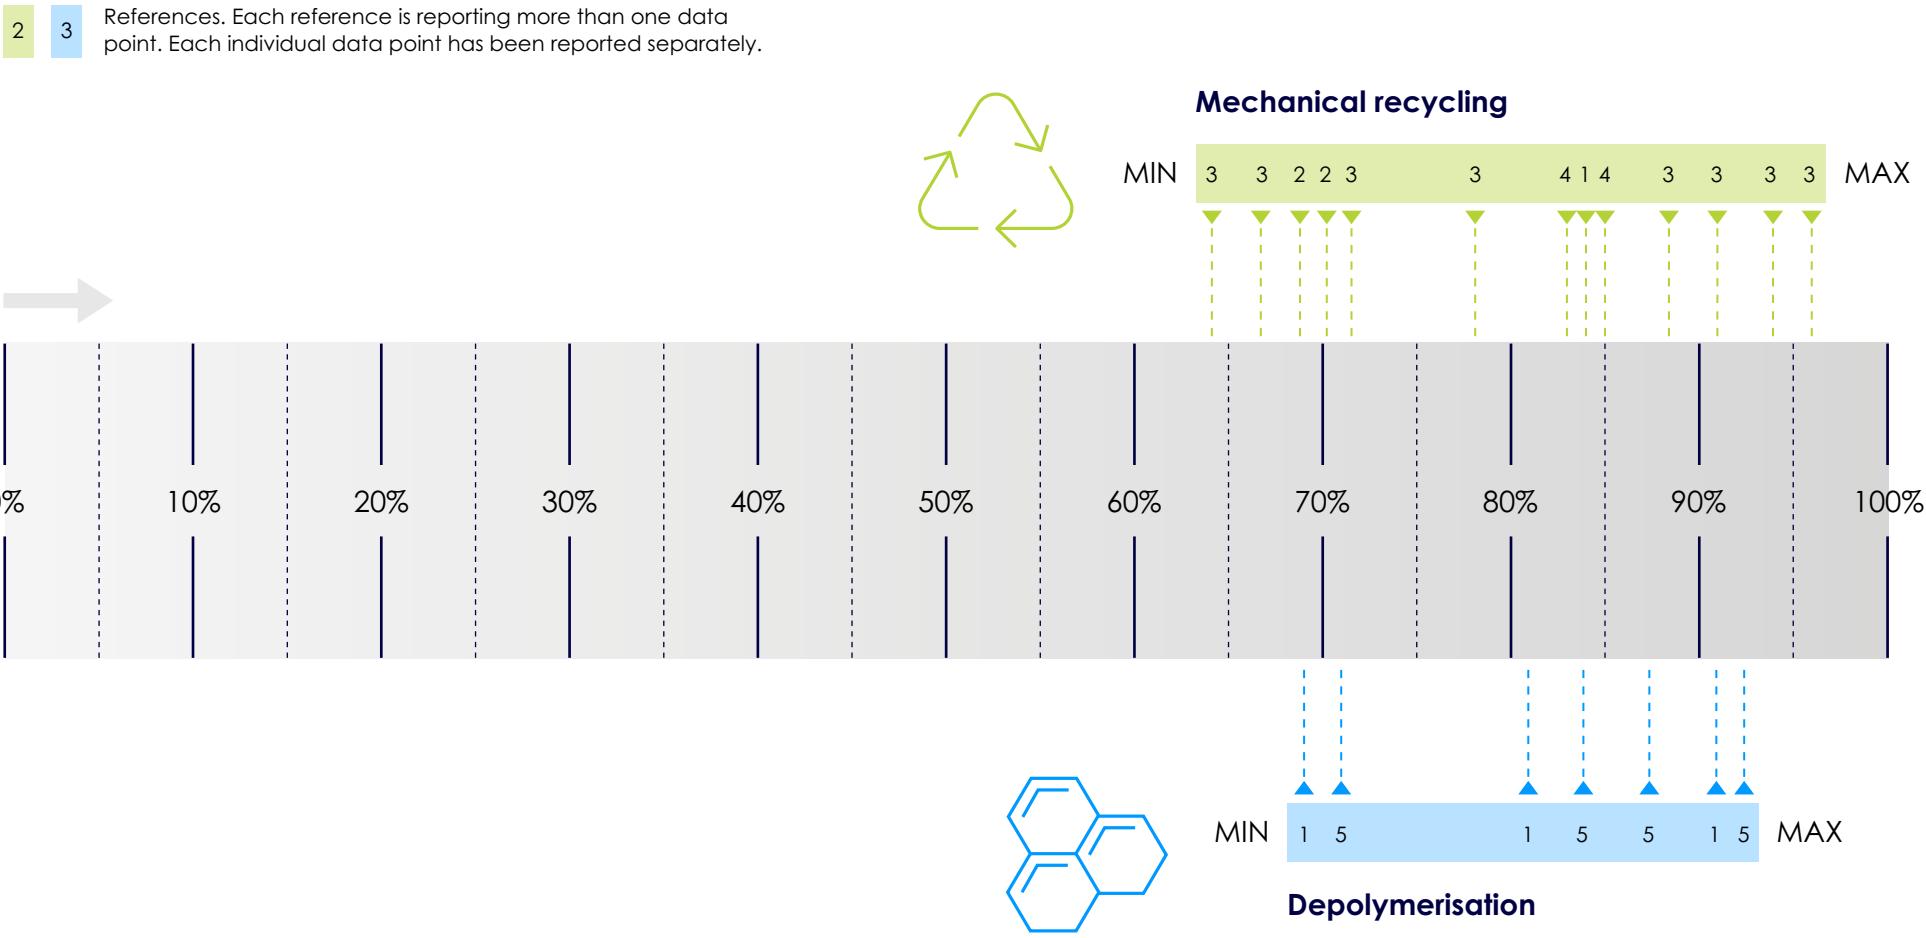 2 3 References. Each reference is reporting more than one data
point. Each individual data point has been reported separately.
Mechanical recycling
MIN 3 3 2 2 3 3 4 1 4 3 3 3 3 MAX
% 10% 20% 30% 40% 50% 60% 70% 80% 90% 100%
MIN 1 5 1 5 5 1 5 MAX
Depolymerisation